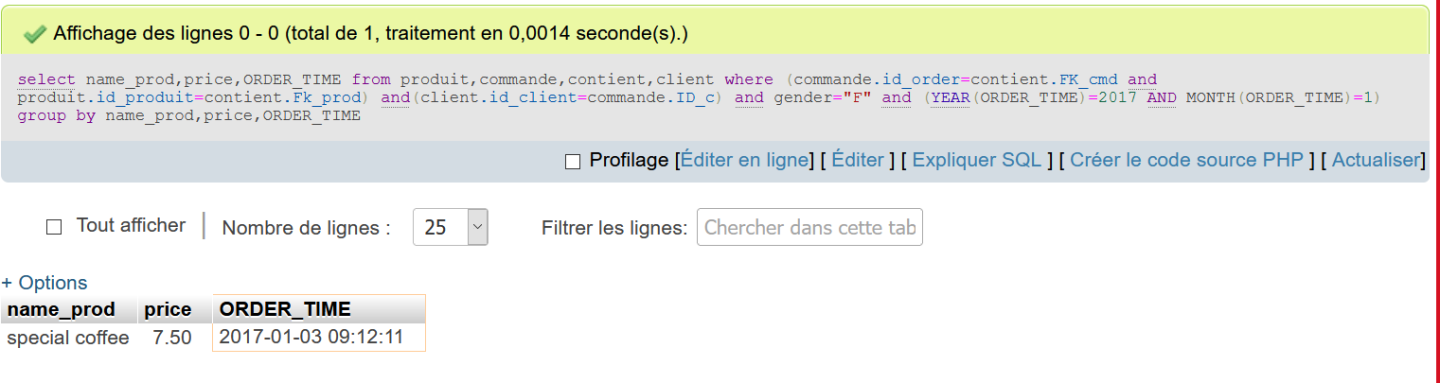 Affichage des lignes 0 - 0 (total de 1, traitement en 0,0014 seconde(s).)
select name_prod,price,ORDER_TIME from produit,commande,contient,client where (commande.id_order=contient.FK_cmd and
produit.id_produit=contient.Fk_prod) and(client.id_client=commande.ID_c) and gender="F" and (YEAR(ORDER_TIME)=2017 AND MONTH(ORDER_TIME)=1)
group by name_prod,price,ORDER_TIME
Profilage [Éditer en ligne] [ Éditer ] [ Expliquer SQL ] [ Créer le code source PHP ] [ Actualiser]
Tout afficher | Nombre de lignes : 25 Filtrer les lignes: Chercher dans cette tab
+ Options
name_prod price ORDER_TIME
special coffee 7.50 2017-01-03 09:12:11